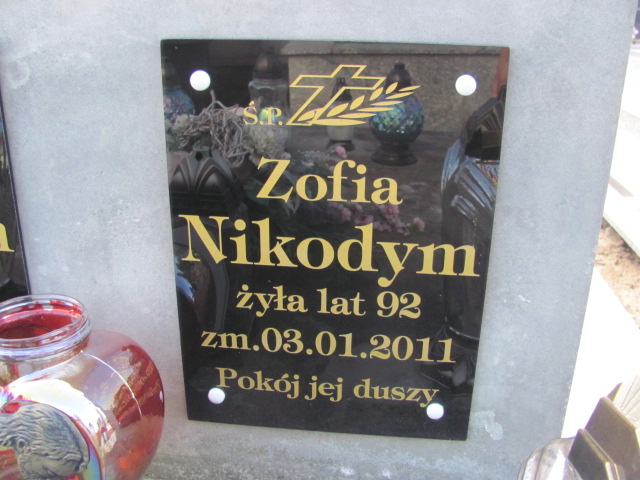 Ś.P.
Zofia
Nikodym
żyła lat 92
zm.03.01.2011
Pokój jej duszy